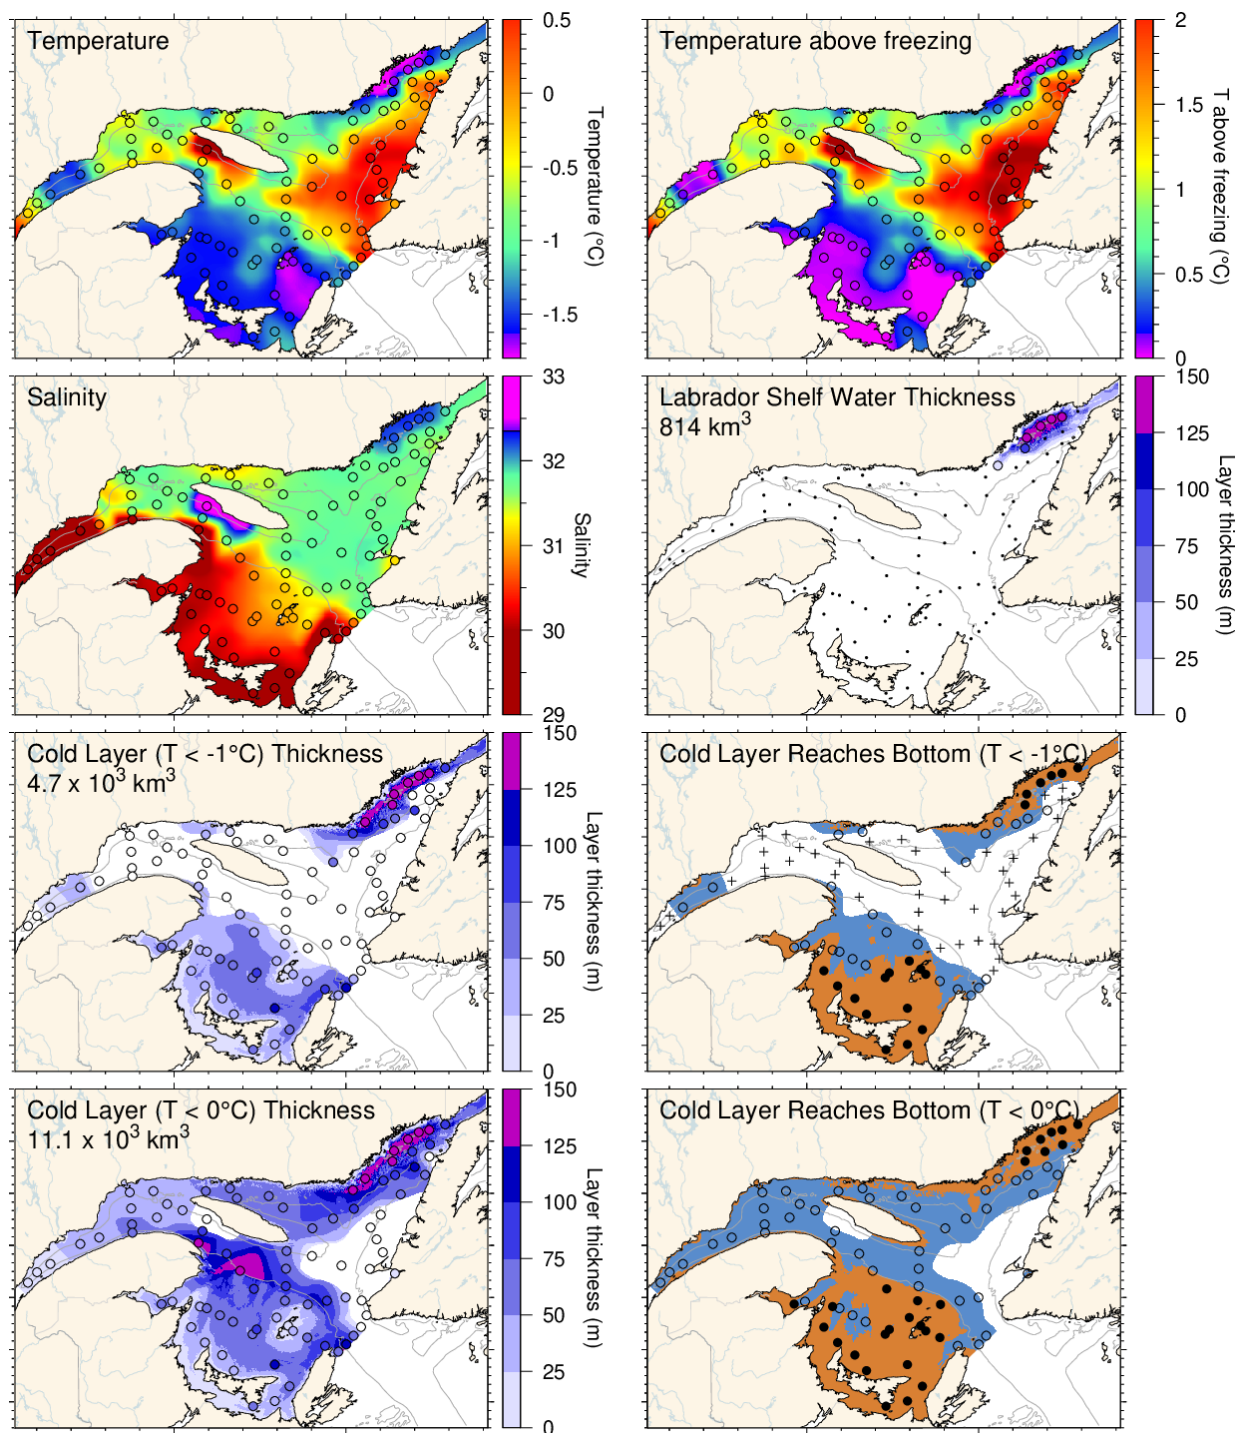 Temperature
0.5
0
-0.5
-1
-1.5
Temperature (°C)
Temperature above freezing
2
1.5
1
0.5
0
T above freezing (°C)
Salinity
33
32
31
30
29
Salinity
Labrador Shelf Water Thickness
814 km³
150
125
100
75
50
25
0
Layer thickness (m)
Cold Layer (T < -1°C) Thickness
4.7 x 10³ km³
150
125
100
75
50
25
0
Layer thickness (m)
Cold Layer Reaches Bottom (T < -1°C)
Cold Layer (T < 0°C) Thickness
11.1 x 10³ km³
150
125
100
75
50
25
0
Layer thickness (m)
Cold Layer Reaches Bottom (T < 0°C)